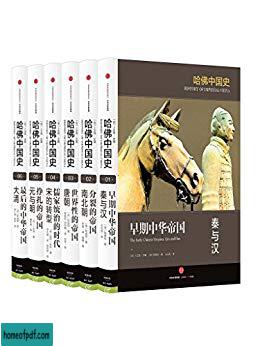 哈佛中国史
HISTORY OF IMPERIAL CHINA
秦与汉
早期中华帝国
The Early Chinese Empires: Qin and Han
哈佛中国史
06
最后的中华帝国
大清
哈佛中国史
05
挣扎的帝国
元与明
哈佛中国史
04
儒家统治的时代
宋的转型
哈佛中国史
03
世界性的帝国
唐朝
哈佛中国史
02
分裂的帝国
南北朝
哈佛中国史
01
早期中华帝国
秦与汉
homeofpdf.com